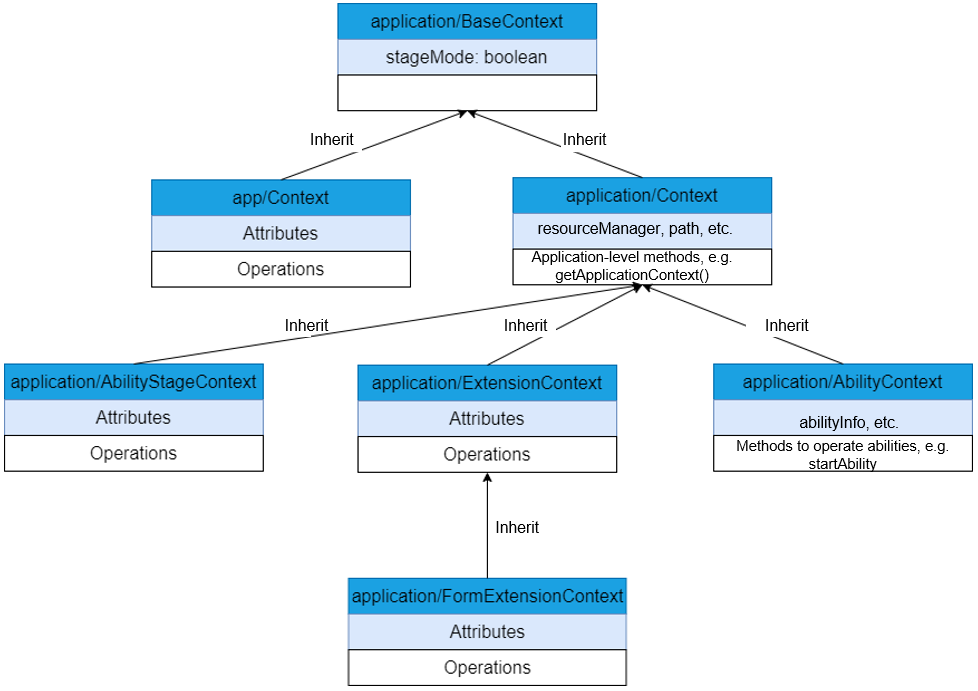 application/BaseContext
stageMode: boolean
Inherit
Inherit
app/Context
Attributes
Operations
application/Context
resourceManager, path, etc.
Application-level methods, e.g.
getApplicationContext()
Inherit
Inherit
Inherit
application/AbilityStageContext
Attributes
Operations
application/ExtensionContext
Attributes
Operations
application/AbilityContext
abilityInfo, etc.
Methods to operate abilities, e.g.
startAbility
Inherit
application/FormExtensionContext
Attributes
Operations